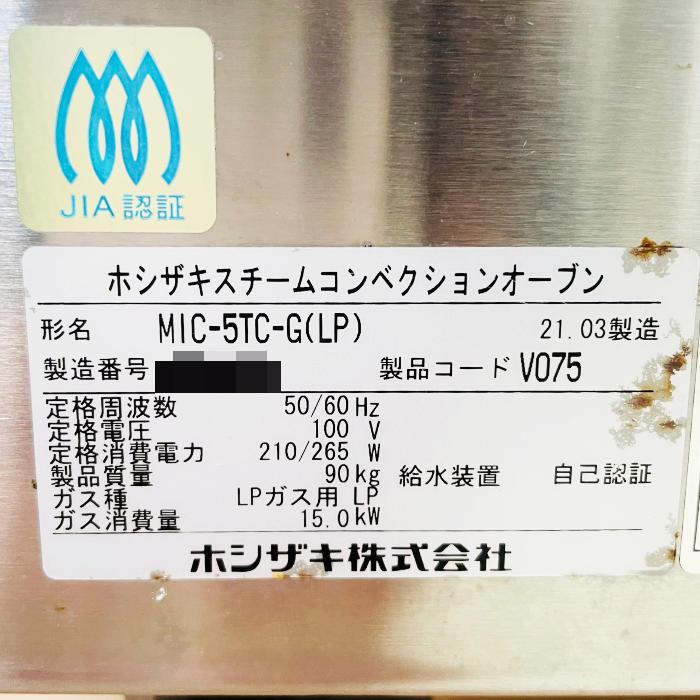 JIA認証
ホシザキスチームコンベクションオーブン
形名 MIC-5TC-G(LP) 21.03製造
製造番号 製品コード V075
定格周波数 50/60 Hz
定格電圧 100 V
定格消費電力 210/265 W
製品質量 90kg 給水装置 自己認証
ガス種 LPガス用 LP
ガス消費量 15.0kW
ホシザキ株式会社